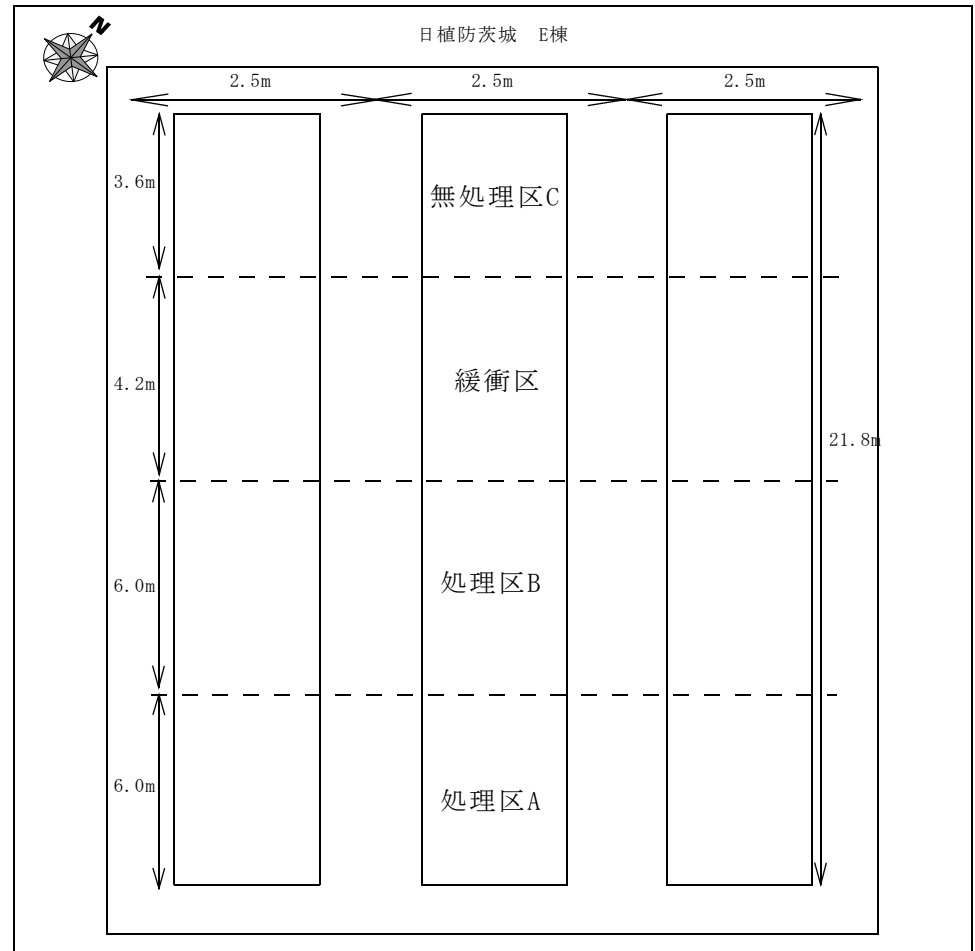 N
日植防茨城　E棟
2.5m
2.5m
2.5m
3.6m
無処理区C
4.2m
緩衝区
21.8m
6.0m
処理区B
6.0m
処理区A